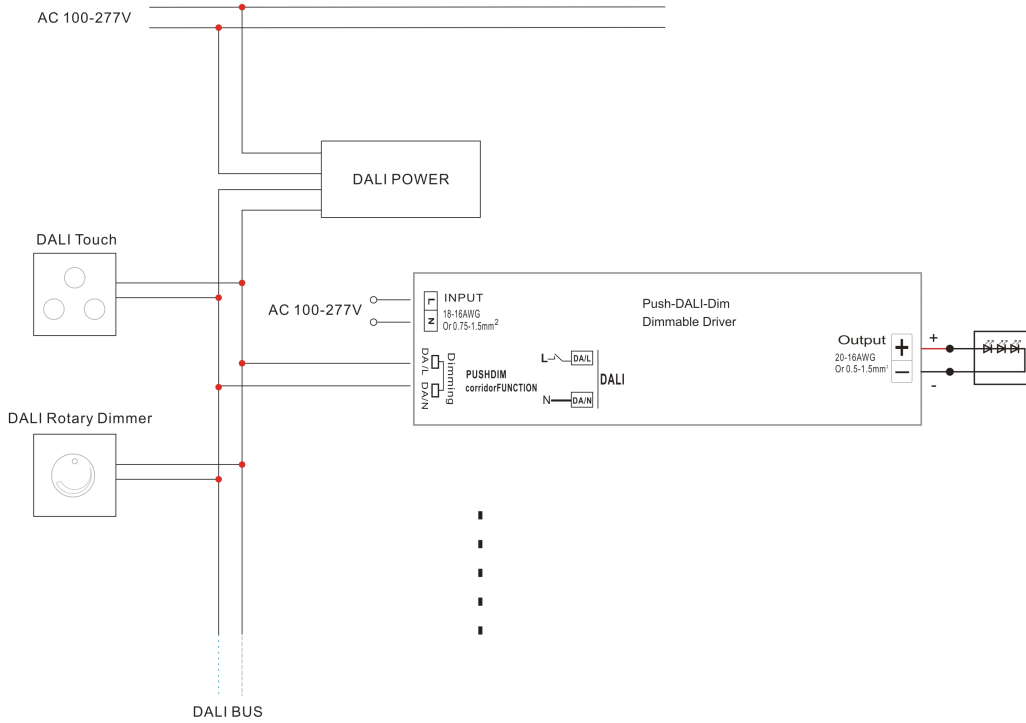 AC 100-277V
DALI POWER
DALI Touch
AC 100-277V
L
N
INPUT
18-16AWG
Or 0.75-1.5mm²
Push-DALI-Dim
Dimmable Driver
Output
20-16AWG
Or 0.5-1.5mm²
+
−
+
-
DA/L
DA/N
Dimming
PUSHDIM
corridorFUNCTION
L
DA/L
N
DA/N
DALI
DALI Rotary Dimmer
DALI BUS